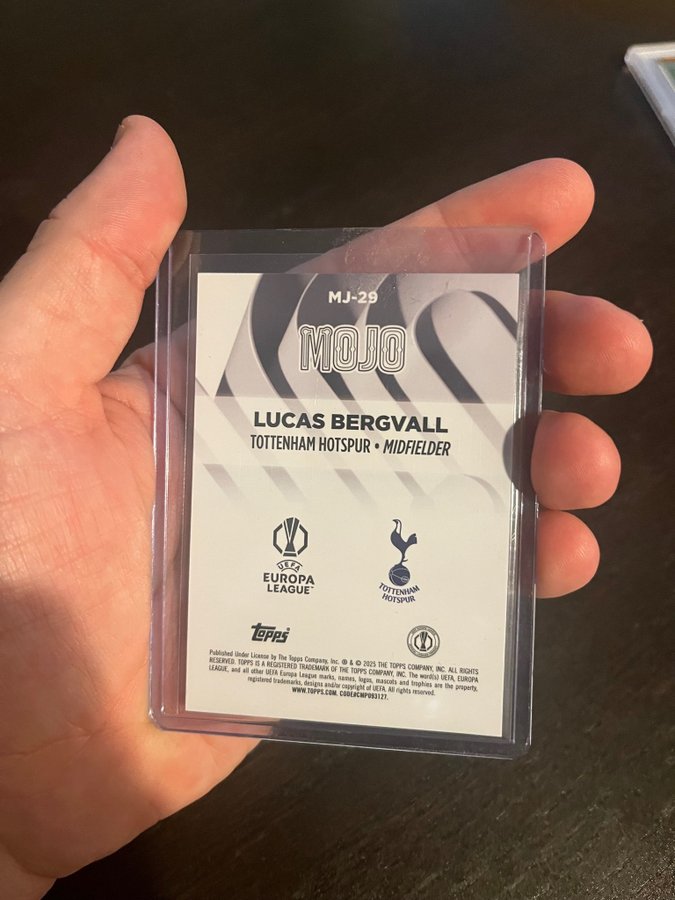 MJ-29
MOJO
LUCAS BERGVALL
TOTTENHAM HOTSPUR • MIDFIELDER
UEFA
EUROPA
LEAGUE™
TOTTENHAM
HOTSPUR
topps®
Published Under License by The Topps Company, Inc. ® & © 2025 THE TOPPS COMPANY, INC. ALL RIGHTS
RESERVED. TOPPS IS A REGISTERED TRADEMARK OF THE TOPPS COMPANY, INC. The word(s) UEFA, EUROPA
LEAGUE, and all other UEFA Europa League marks, names, logos, mascots and trophies are the property,
registered trademarks, designs and/or copyright of UEFA. All rights reserved.
WWW.TOPPS.COM. CODE#CMP093127.